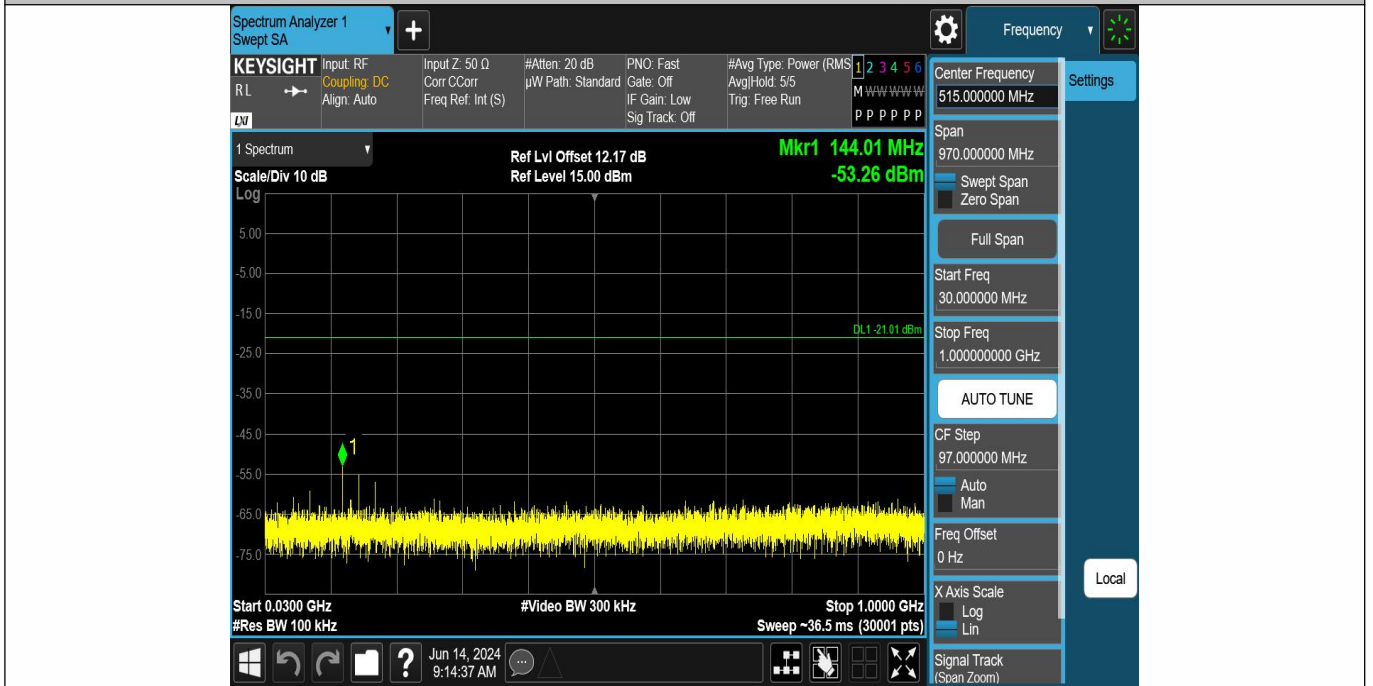 Spectrum Analyzer 1
Swept SA
+
Frequency
KEYSIGHT
RL
LXI
Input: RF
Coupling: DC
Align: Auto
Input Z: 50 Ω
Corr CCorr
Freq Ref: Int (S)
#Atten: 20 dB
µW Path: Standard
PNO: Fast
Gate: Off
IF Gain: Low
Sig Track: Off
#Avg Type: Power (RMS
Avg|Hold: 5/5
Trig: Free Run
1 2 3 4 5 6
M W W W W W
P P P P P P
1 Spectrum
Scale/Div 10 dB
Log
Ref Lvl Offset 12.17 dB
Ref Level 15.00 dBm
Mkr1 144.01 MHz
-53.26 dBm
5.00
-5.00
-15.0
DL1 -21.01 dBm
-25.0
-35.0
-45.0
1
-55.0
-65.0
-75.0
Start 0.0300 GHz
#Res BW 100 kHz
#Video BW 300 kHz
Stop 1.0000 GHz
Sweep ~36.5 ms (30001 pts)
?
Jun 14, 2024
9:14:37 AM
Center Frequency
515.000000 MHz
Settings
Span
970.000000 MHz
Swept Span
Zero Span
Full Span
Start Freq
30.000000 MHz
Stop Freq
1.000000000 GHz
AUTO TUNE
CF Step
97.000000 MHz
Auto
Man
Freq Offset
0 Hz
X Axis Scale
Log
Lin
Signal Track
(Span Zoom)
Local